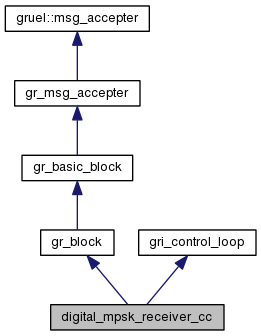 gruel::msg_accepter
gr_msg_accepter
gr_basic_block
gr_block
gri_control_loop
digital_mpsk_receiver_cc